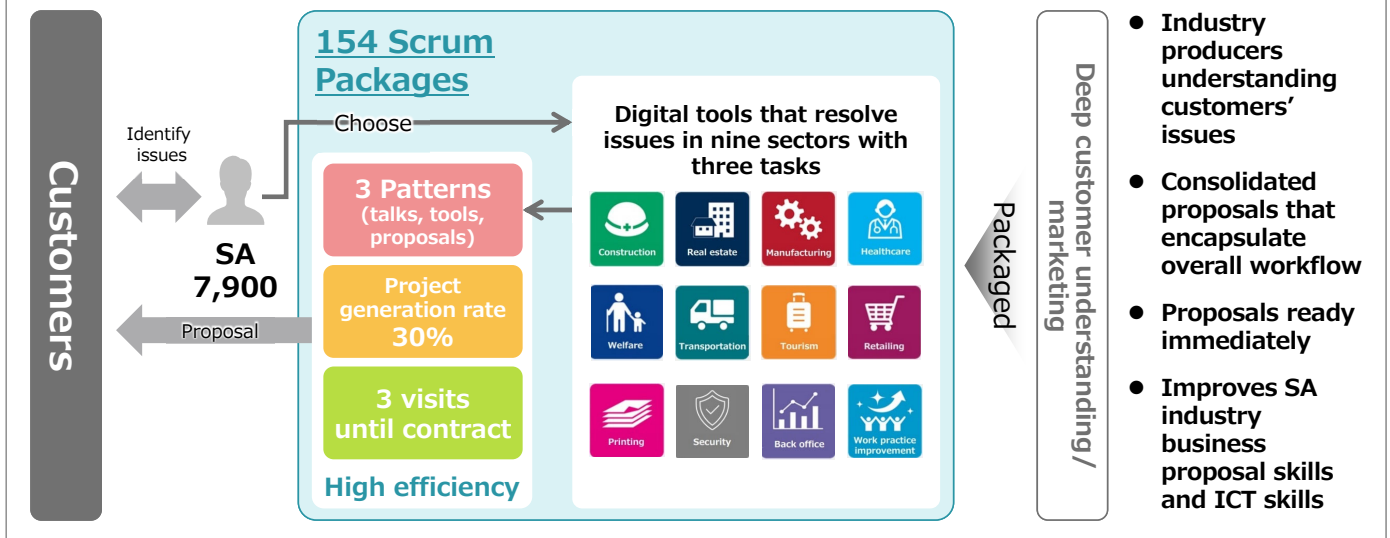 Customers
Identify
issues
SA
7,900
Proposal
154 Scrum
Packages
Choose
3 Patterns
(talks, tools,
proposals)
Project
generation rate
30%
3 visits
until contract
High efficiency
Digital tools that resolve
issues in nine sectors with
three tasks
Construction
Real estate
Manufacturing
Healthcare
Welfare
Transportation
Tourism
Retailing
Printing
Security
Back office
Work practice
improvement
Packaged
Deep customer understanding/
marketing
● Industry
producers
understanding
customers’
issues
● Consolidated
proposals that
encapsulate
overall workflow
● Proposals ready
immediately
● Improves SA
industry
business
proposal skills
and ICT skills